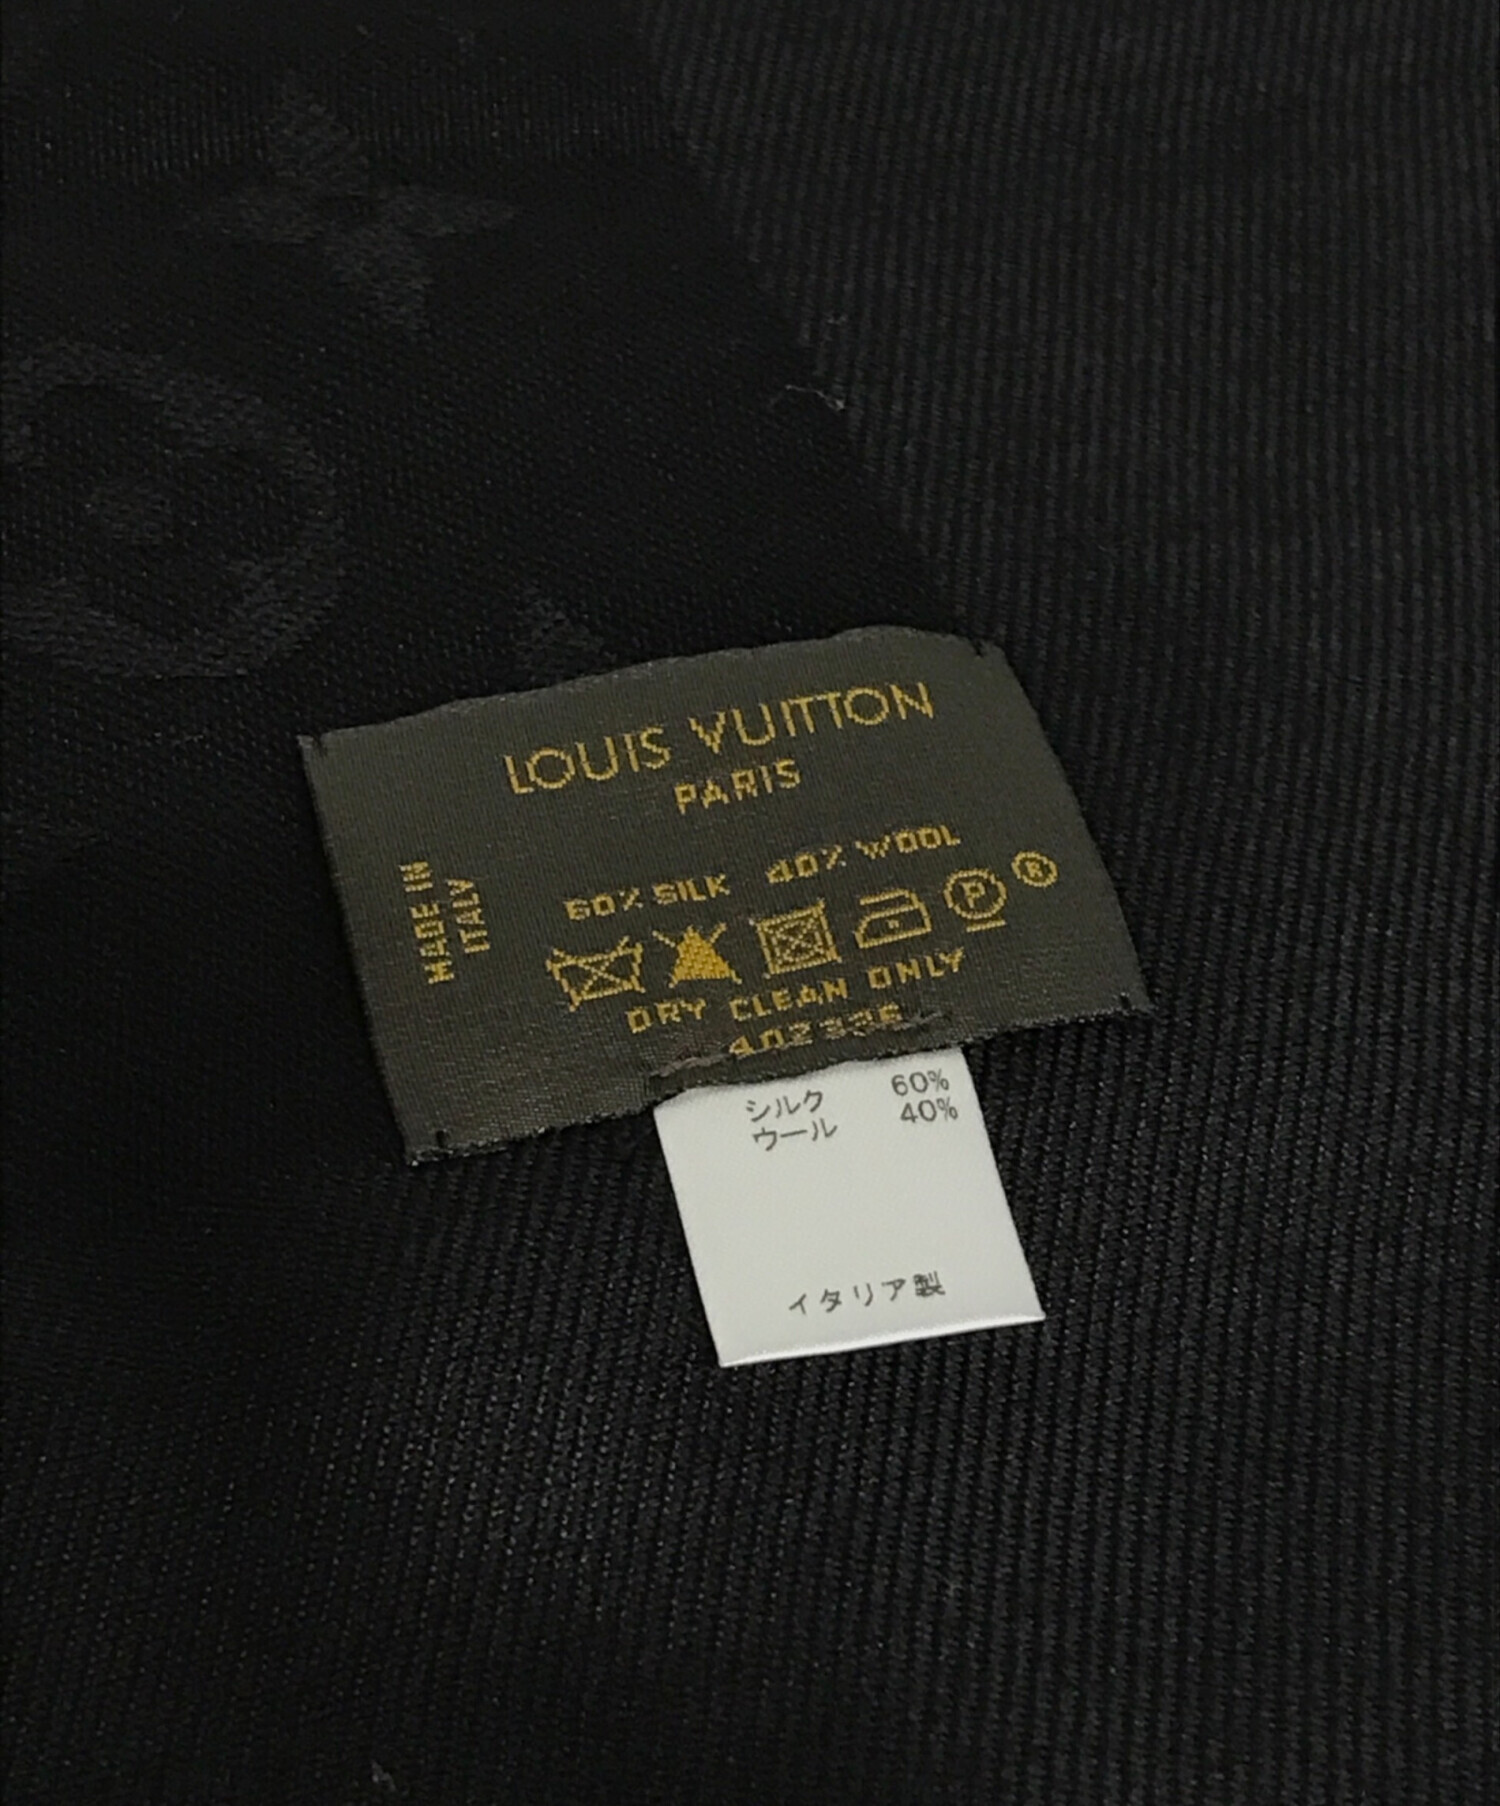 LOUIS VUITTON
PARIS
MADE IN
ITALY
60% SILK 40% WOOL
P
®
DRY CLEAN ONLY
シルク 60%
ウール 40%
イタリア製